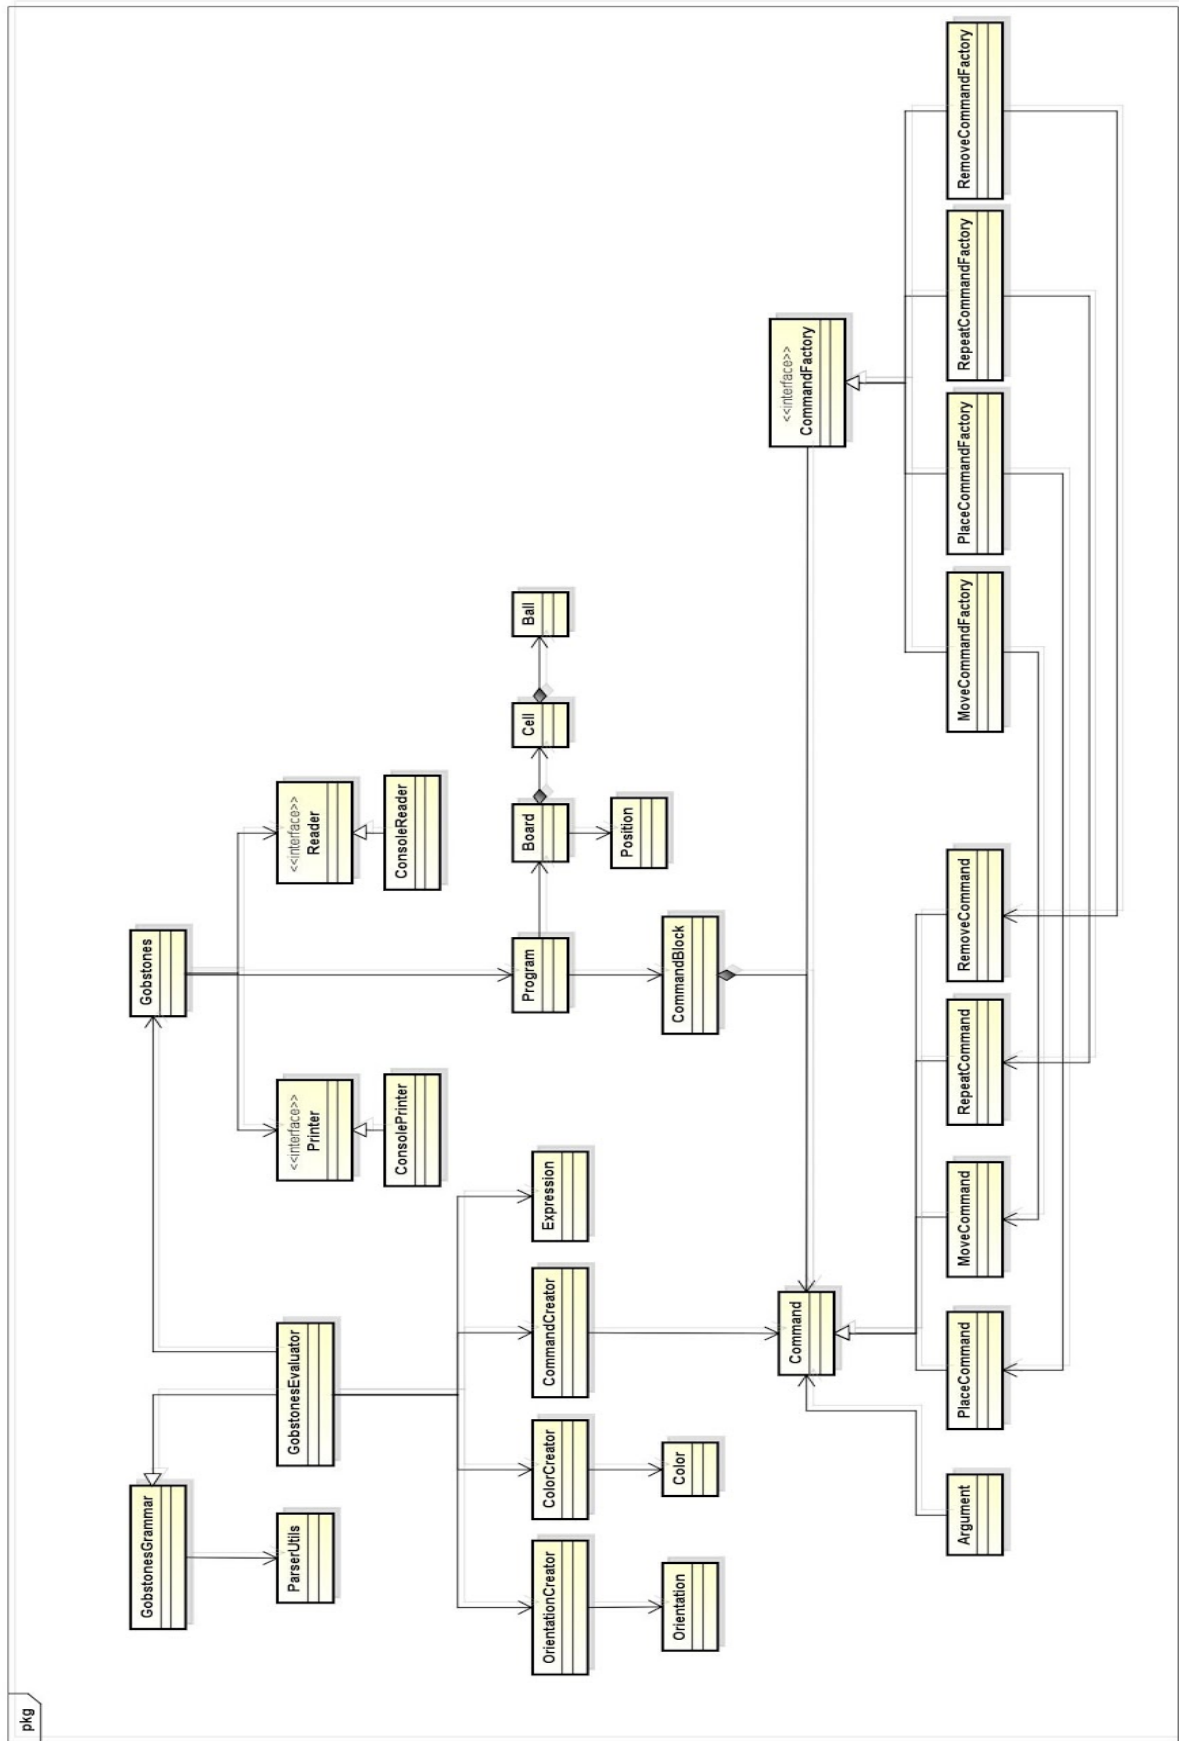 pkg
GobstonesGrammar
Gobstones
ParserUtils
GobstonesEvaluator
<<interface>>
Printer
<<interface>>
Reader
ConsolePrinter
ConsoleReader
OrientationCreator
ColorCreator
CommandCreator
Expression
Program
Board
Cell
Ball
Orientation
Color
CommandBlock
Position
Command
<<interface>>
CommandFactory
Argument
PlaceCommand
MoveCommand
RepeatCommand
RemoveCommand
MoveCommandFactory
PlaceCommandFactory
RepeatCommandFactory
RemoveCommandFactory